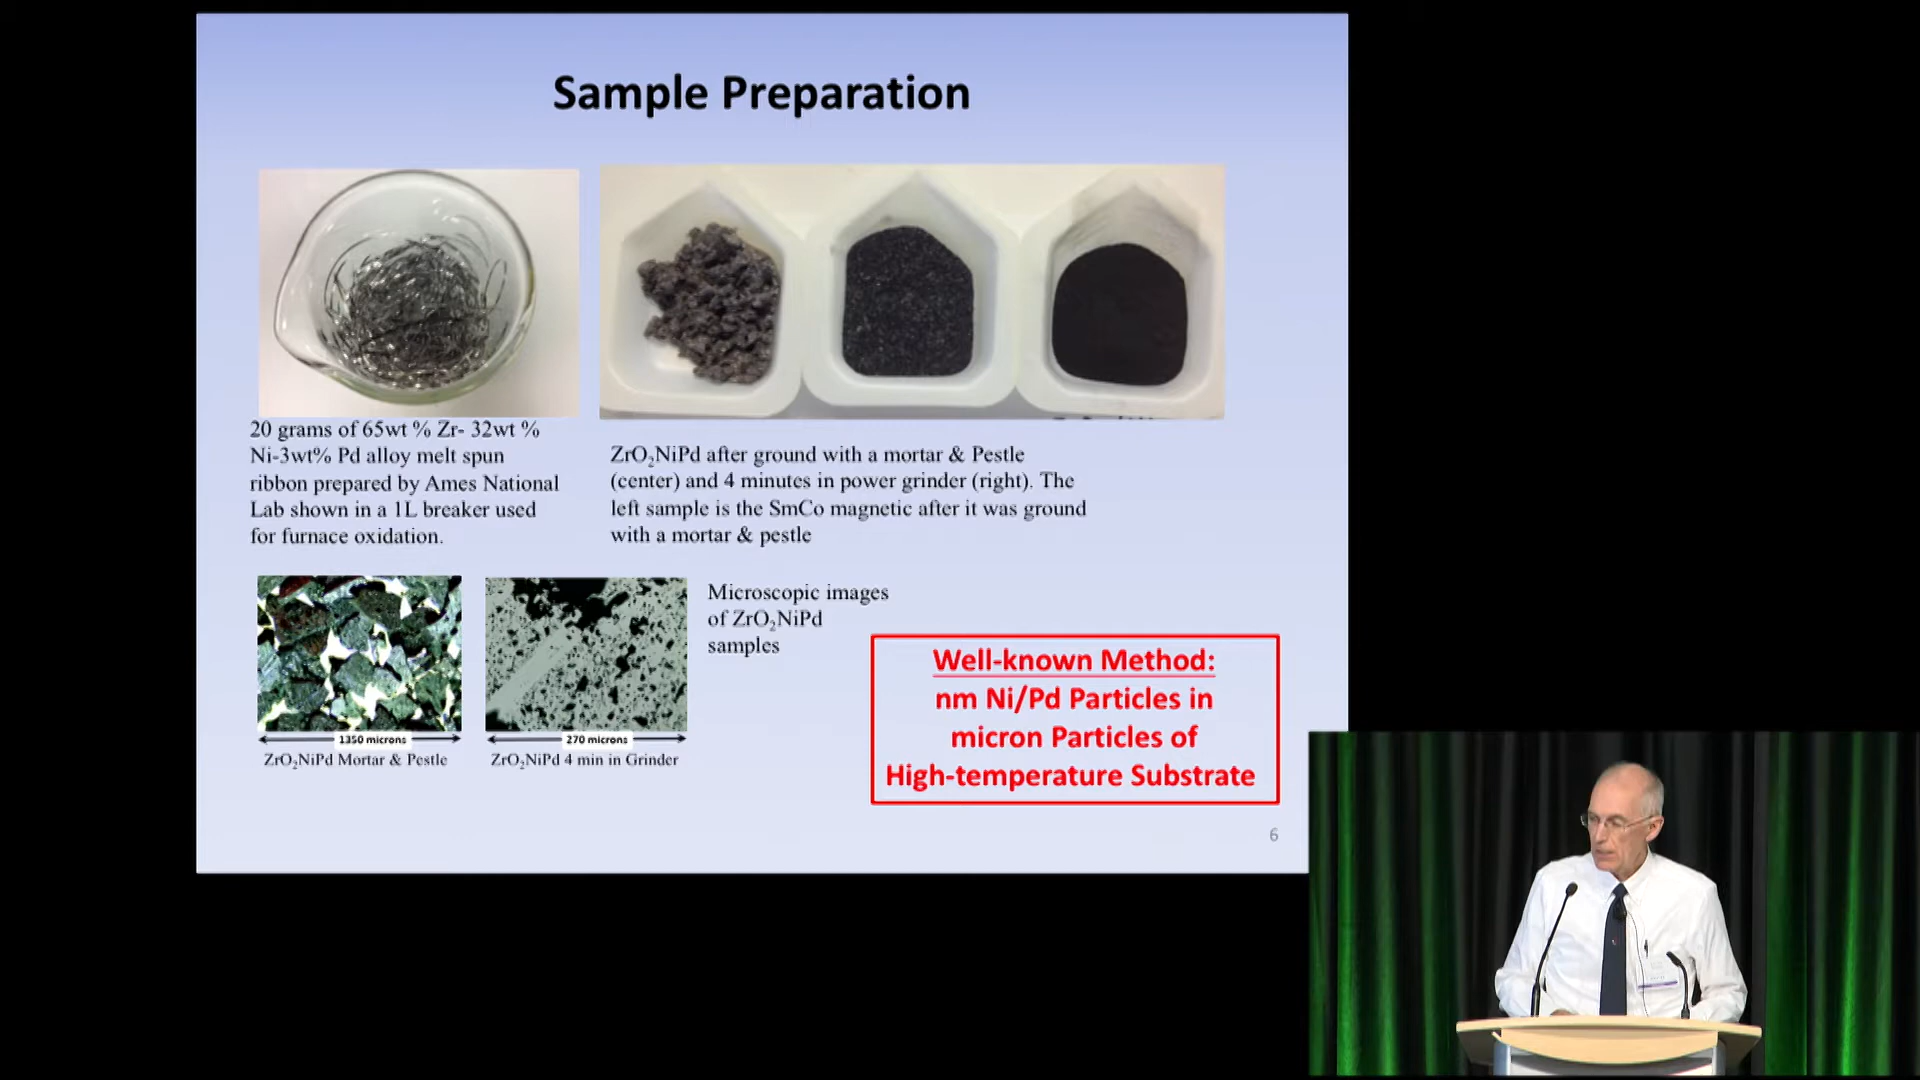 Sample Preparation
20 grams of 65wt % Zr- 32wt %
Ni-3wt% Pd alloy melt spun
ribbon prepared by Ames National
Lab shown in a 1L breaker used
for furnace oxidation.
ZrO₂NiPd after ground with a mortar & Pestle
(center) and 4 minutes in power grinder (right). The
left sample is the SmCo magnetic after it was ground
with a mortar & pestle
1350 microns
ZrO₂NiPd Mortar & Pestle
270 microns
ZrO₂NiPd 4 min in Grinder
Microscopic images
of ZrO₂NiPd
samples
Well-known Method:
nm Ni/Pd Particles in
micron Particles of
High-temperature Substrate
6